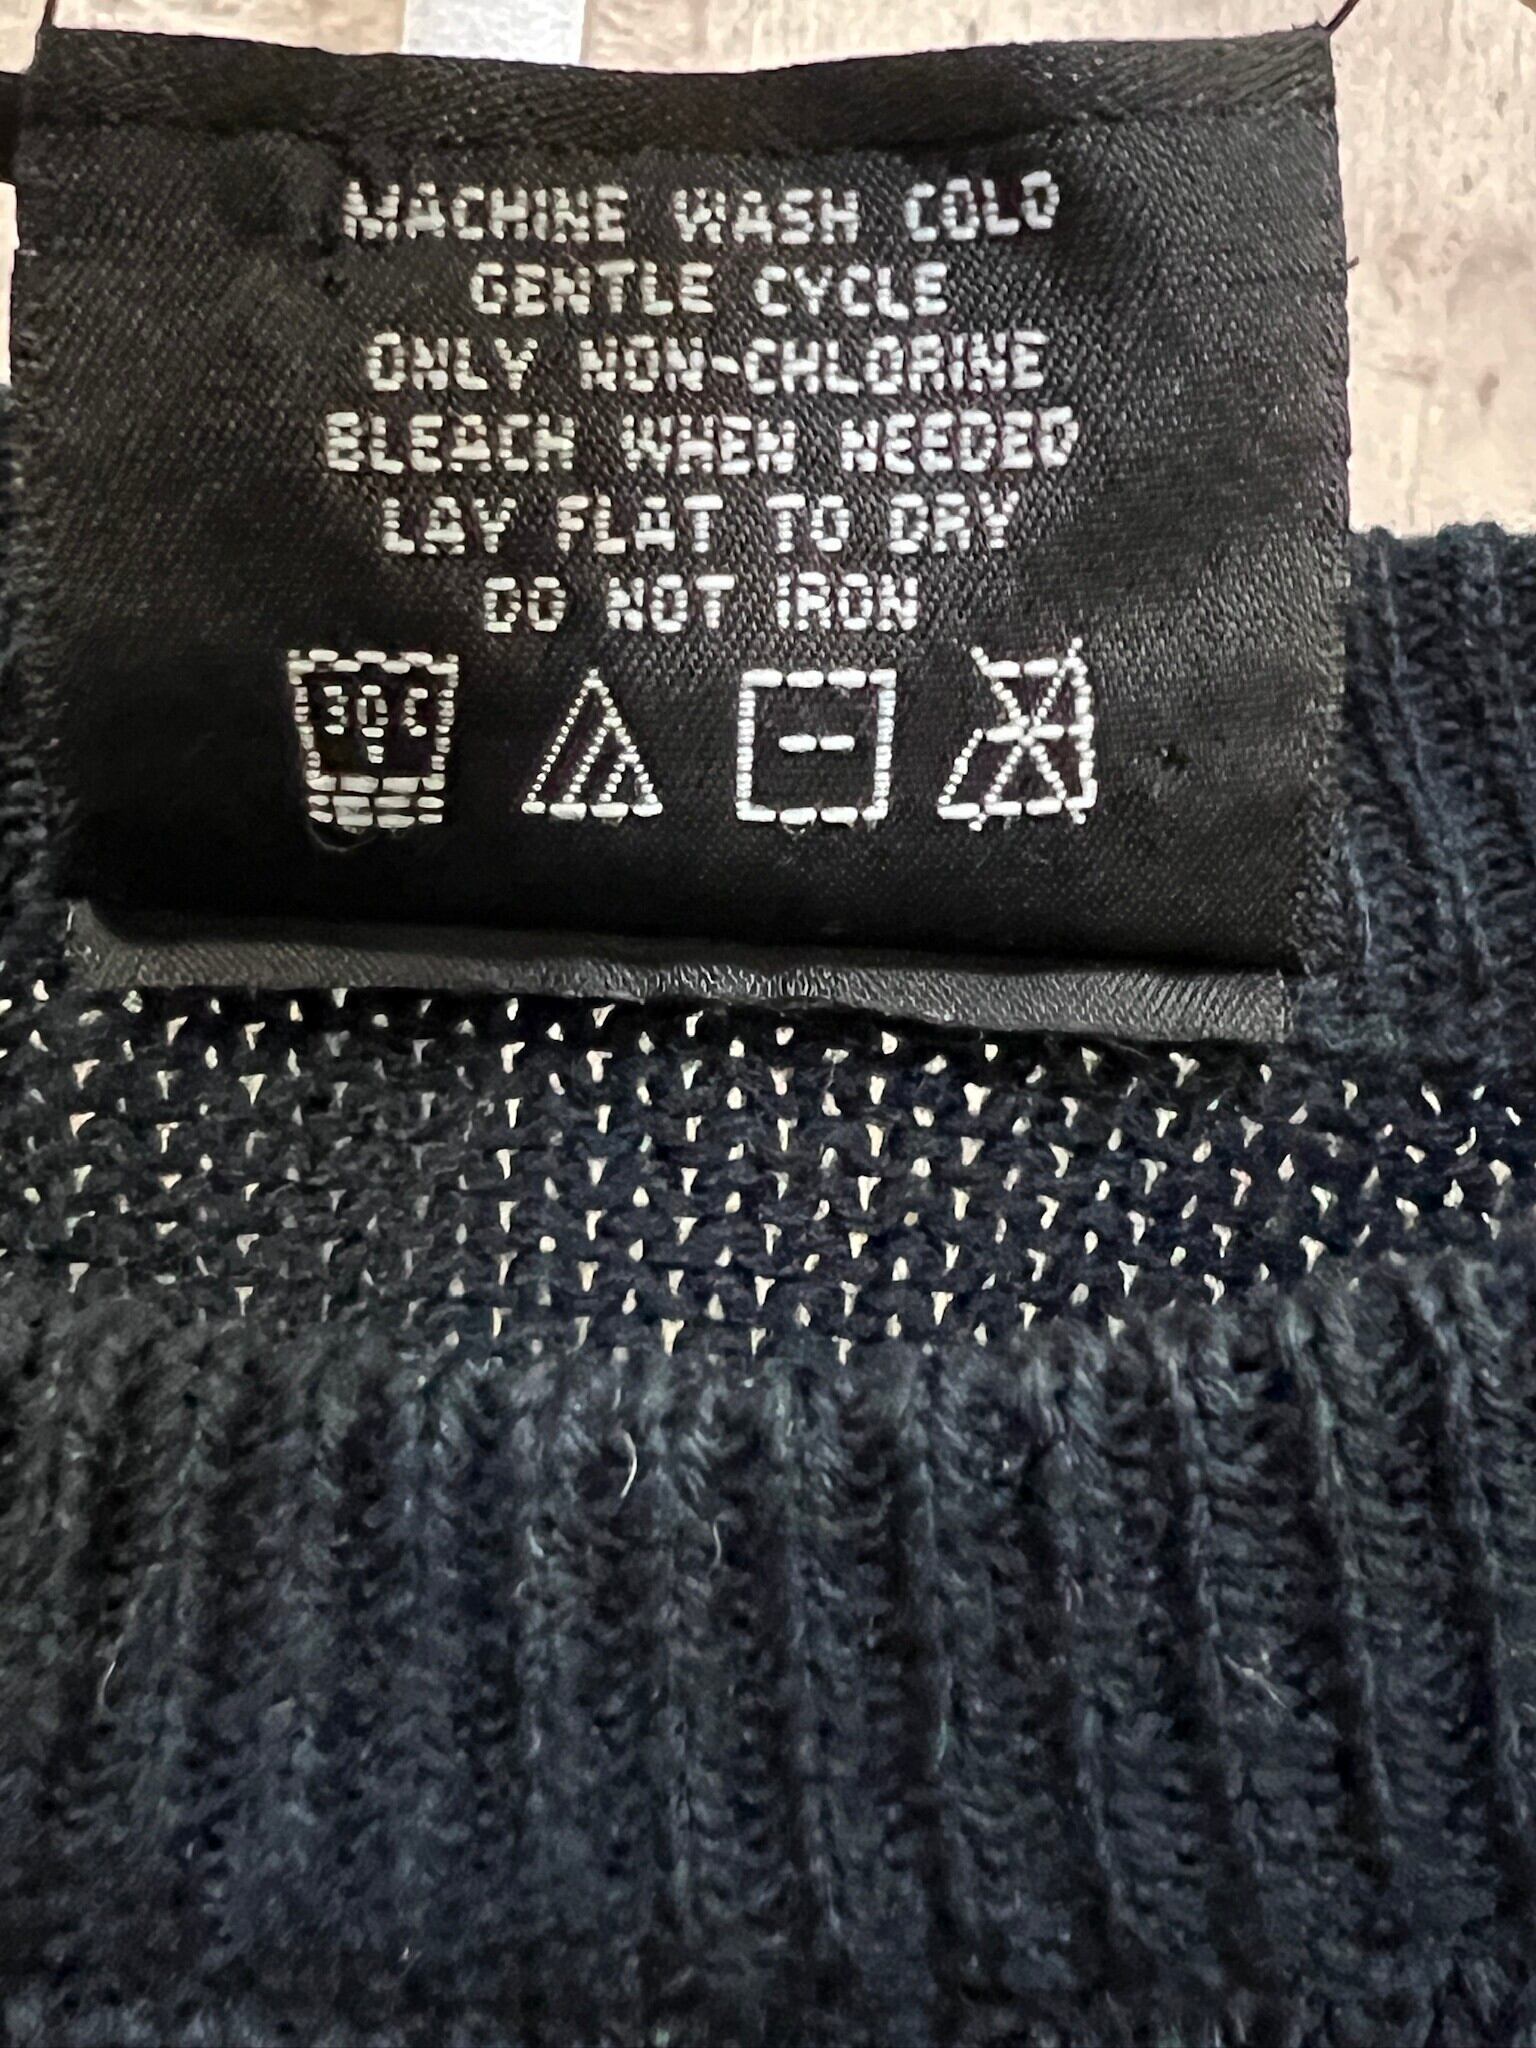 MACHINE WASH COLD
GENTLE CYCLE
ONLY NON-CHLORINE
BLEACH WHEN NEEDED
LAY FLAT TO DRY
DO NOT IRON
30°C